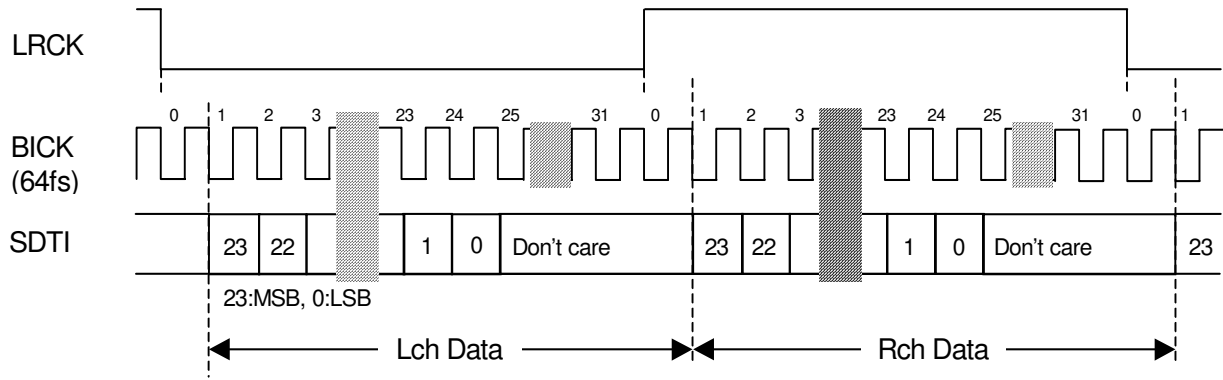 LRCK
0 1 2 3 23 24 25 31 0 1 2 3 23 24 25 31 0 1
BICK
(64fs)
SDTI
23 22 1 0 Don't care 23 22 1 0 Don't care 23
23:MSB, 0:LSB
Lch Data Rch Data